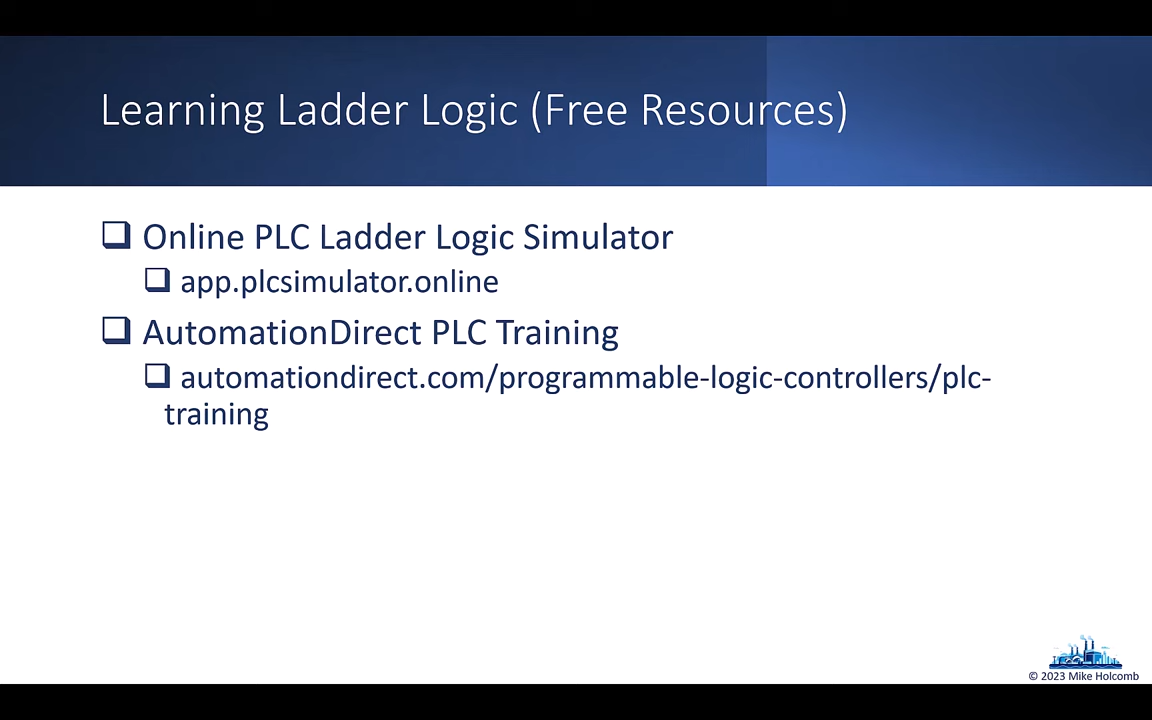 Learning Ladder Logic (Free Resources)
Online PLC Ladder Logic Simulator
app.plcsimulator.online
AutomationDirect PLC Training
automationdirect.com/programmable-logic-controllers/plc-
training
© 2023 Mike Holcomb